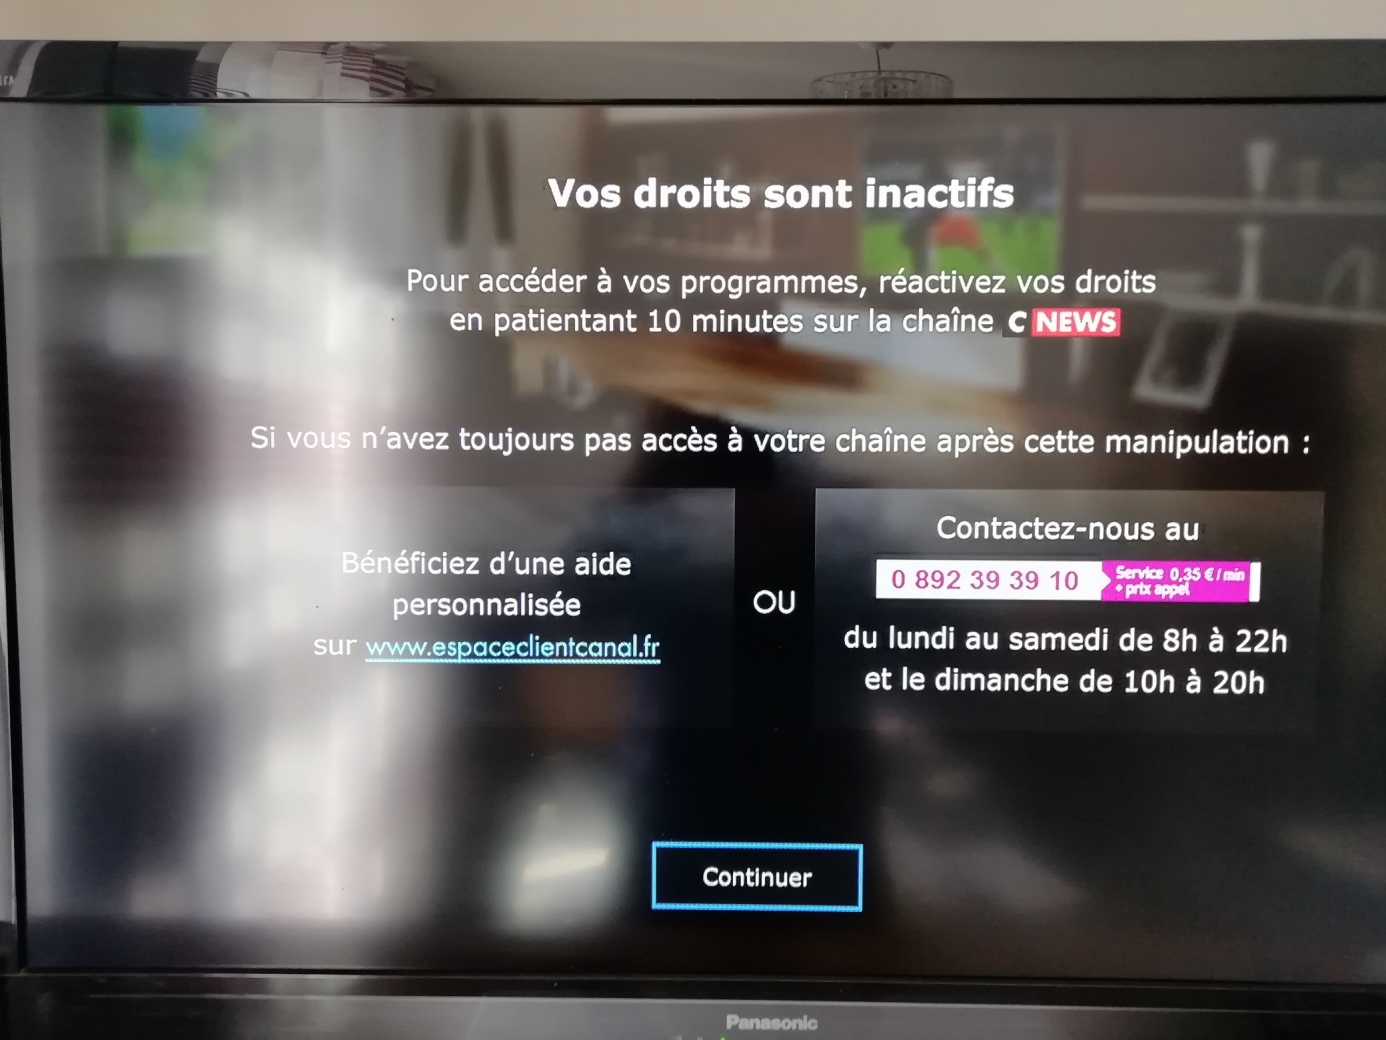 Vos droits sont inactifs
Pour accéder à vos programmes, réactivez vos droits
en patientant 10 minutes sur la chaîne C NEWS
Si vous n’avez toujours pas accès à votre chaîne après cette manipulation :
Bénéficiez d’une aide
personnalisée
sur www.espaceclientcanal.fr
OU
Contactez-nous au
0 892 39 39 10
Service 0,35 € / min
+ prix appel
du lundi au samedi de 8h à 22h
et le dimanche de 10h à 20h
Continuer
Panasonic